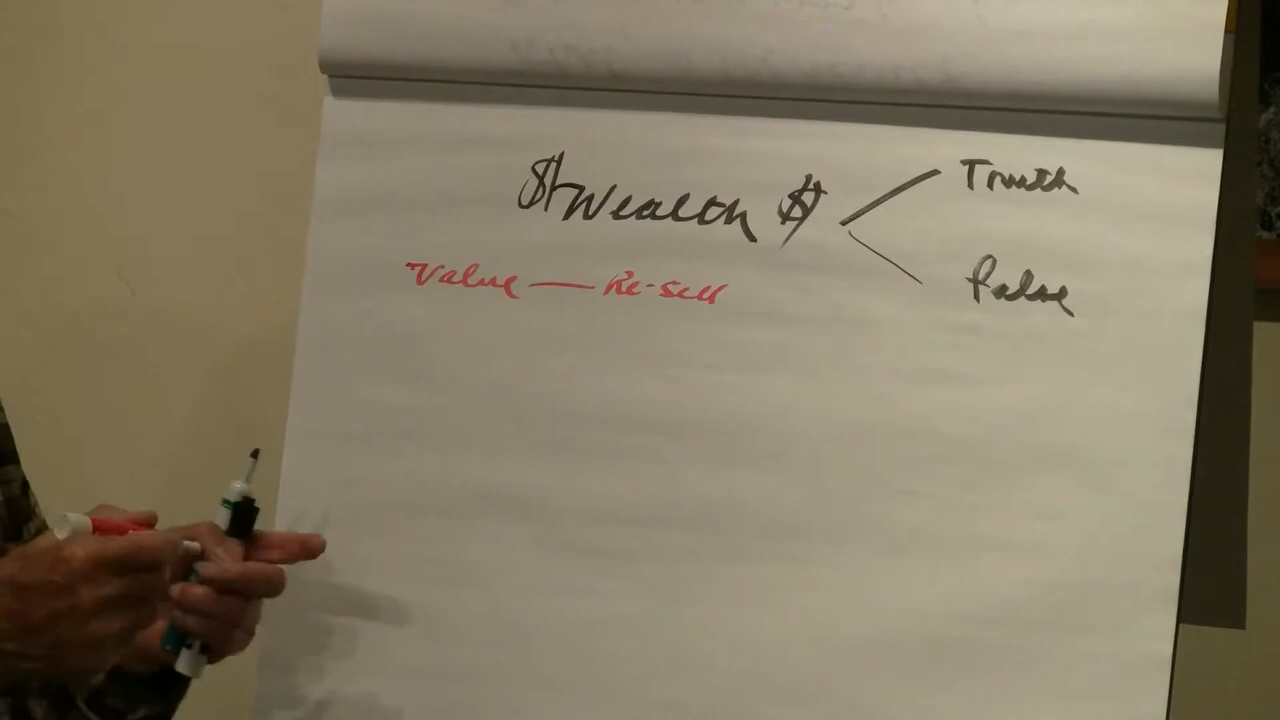 $ Wealth $
Truth
False
Value — Re-sell